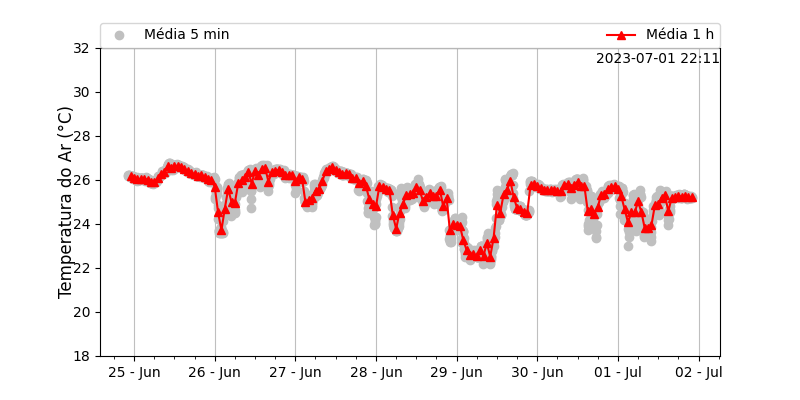 Média 5 min
Média 1 h
2023-07-01 22:11
Temperatura do Ar (°C)
32
30
28
26
24
22
20
18
25 - Jun
26 - Jun
27 - Jun
28 - Jun
29 - Jun
30 - Jun
01 - Jul
02 - Jul